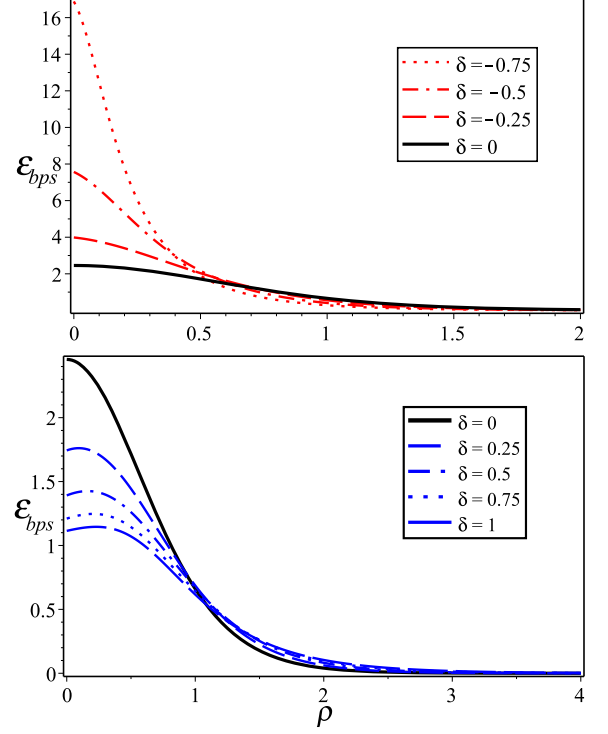 16
14
12
10
8
6
4
2
ε_bps
δ = −0.75
δ = −0.5
δ = −0.25
δ = 0
0 0.5 1 1.5 2
2
1.5
1
0.5
0
ε_bps
δ = 0
δ = 0.25
δ = 0.5
δ = 0.75
δ = 1
0 1 2 3 4
ρ